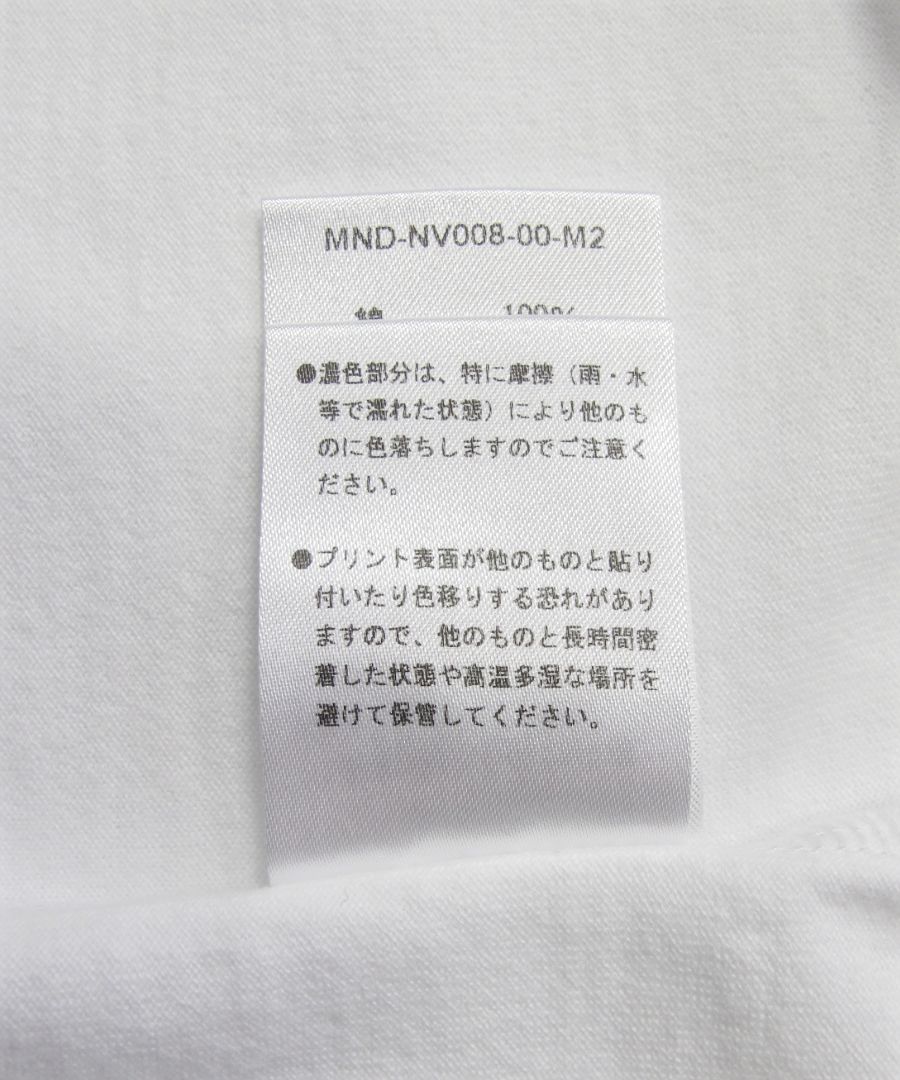 MND-NV008-00-M2
綿 100%
●濃色部分は、特に摩擦（雨・水
等で濡れた状態）により他のも
のに色落ちしますのでご注意く
ださい。
●プリント表面が他のものと貼り
付いたり色移りする恐れがあり
ますので、他のものと長時間密
着した状態や高温多湿な場所を
避けて保管してください。